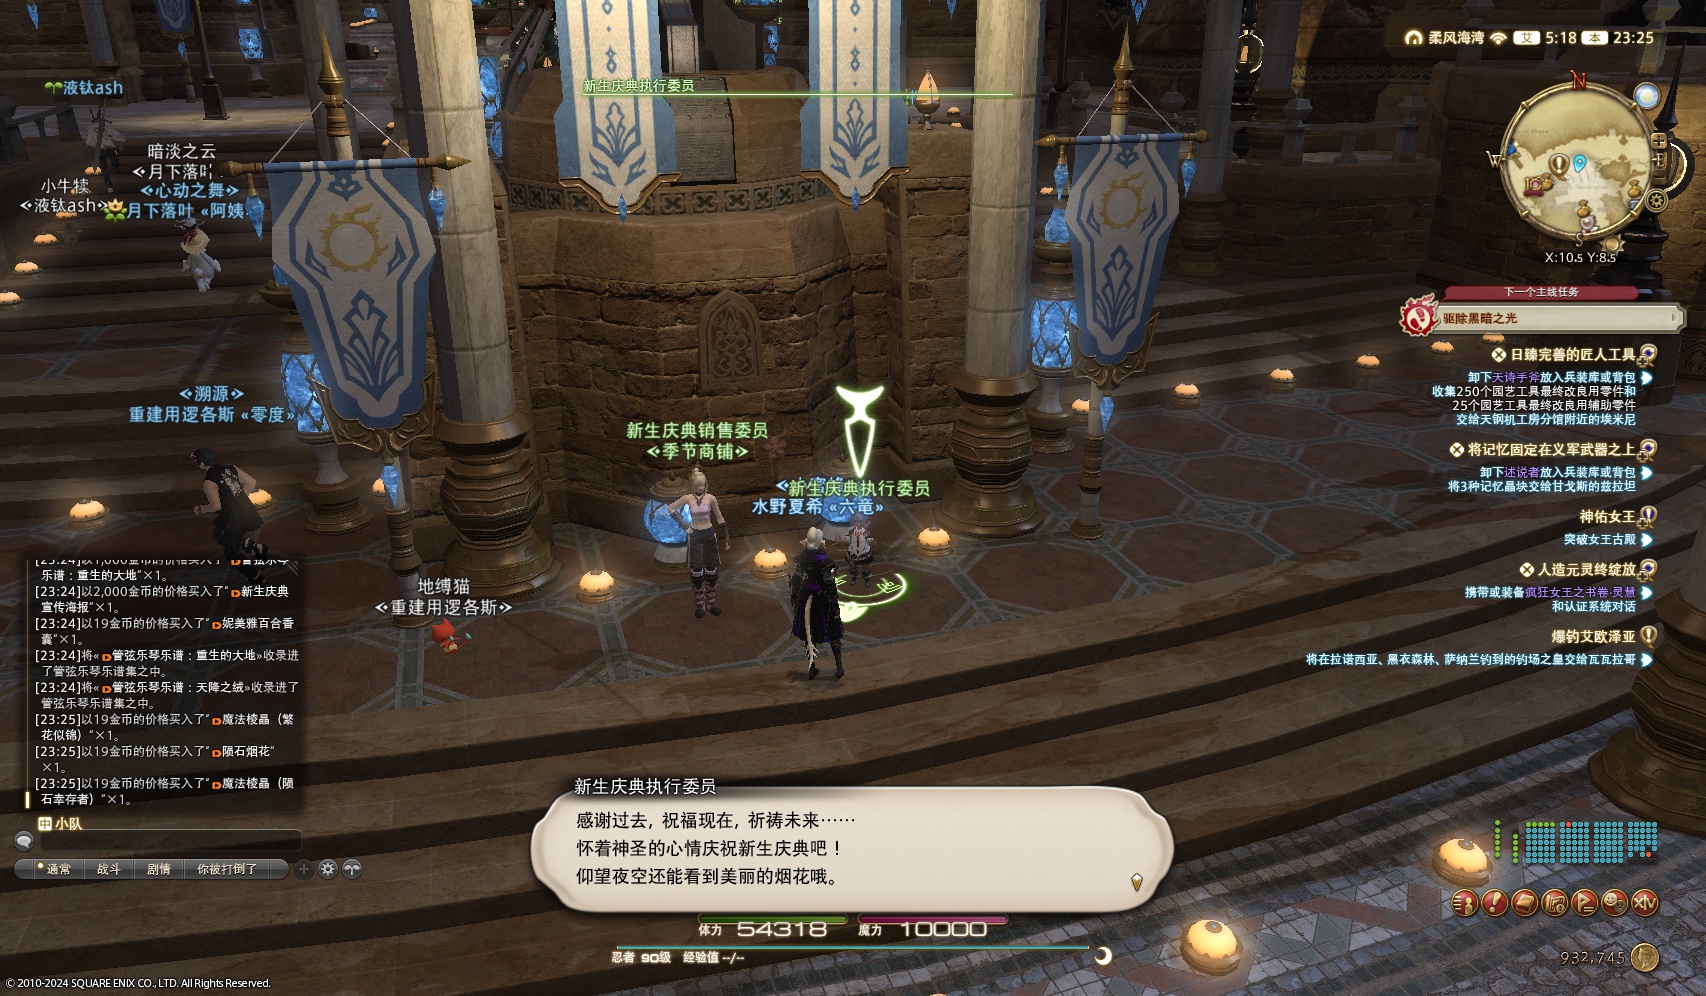 新生庆典执行委员
柔风海湾 艾 5:18 本 23:25
液钛ash
暗淡之云
«月下落叶
«心动之舞»
月下落叶 «阿姨
小牛犊
«液钛ash»
N
W
E
S
X:10.5 Y:8.5
下一个主线任务
驱除黑暗之光
日臻完善的匠人工具
卸下天诗手斧放入兵装库或背包
收集250个园艺工具最终改良用零件和
25个园艺工具最终改良用辅助零件
交给天钢机工房分馆附近的埃米尼
将记忆固定在义军武器之上
卸下述说者放入兵装库或背包
将3种记忆晶块交给甘戈斯的兹拉坦
神佑女王
突破女王古殿
人造元灵终绽放
携带或装备疯狂女王之书卷·灵慧
和认证系统对话
爆钓艾欧泽亚
将在拉诺西亚、黑衣森林、萨纳兰钓到的钓场之皇交给瓦瓦拉哥
«溯源»
重建用逻各斯 «零度»
新生庆典销售委员
«季节商铺»
新生庆典执行委员
水野夏希 «六竜»
地缚猫
«重建用逻各斯»
[23:24]以1,000金币的价格买入了“管弦乐琴
乐谱：重生的大地”×1。
[23:24]以2,000金币的价格买入了“新生庆典
宣传海报”×1。
[23:24]以19金币的价格买入了“妮美雅百合香
囊”×1。
[23:24]将«管弦乐琴乐谱：重生的大地»收录进
了管弦乐琴乐谱集之中。
[23:24]将«管弦乐琴乐谱：天降之绒»收录进了
管弦乐琴乐谱集之中。
[23:25]以19金币的价格买入了“魔法棱晶（繁
花似锦）”×1。
[23:25]以19金币的价格买入了“陨石烟花”
×1。
[23:25]以19金币的价格买入了“魔法棱晶（陨
石幸存者）”×1。
中 小队
通常 战斗 剧情 你被打倒了
新生庆典执行委员
感谢过去，祝福现在，祈祷未来……
怀着神圣的心情庆祝新生庆典吧！
仰望夜空还能看到美丽的烟花哦。
体力 54318 魔力 10000
忍者 90级 经验值 --/--
XIV
932,745
© 2010-2024 SQUARE ENIX CO., LTD. All Rights Reserved.